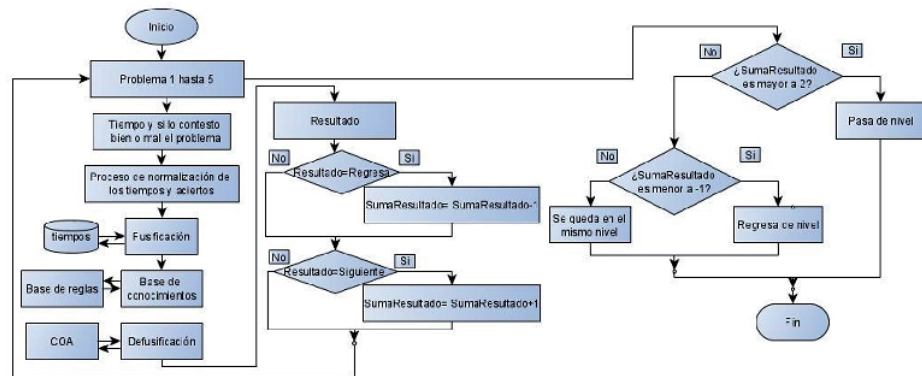 Inicio
Problema 1 hasta 5
Tiempo y si lo contesto
bien o mal el problema
Proceso de normalización de
los tiempos y aciertos
tiempos
Fusificación
Base de reglas
Base de
conocimientos
COA
Defusificación
Resultado
No
Si
Resultado=Regresa
SumaResultado= SumaResultado-1
No
Si
Resultado=Siguiente
SumaResultado= SumaResultado+1
No
Si
¿SumaResultado
es mayor a 2?
Pasa de nivel
No
Si
¿SumaResultado
es menor a -1?
Se queda en el
mismo nivel
Regresa de nivel
Fin